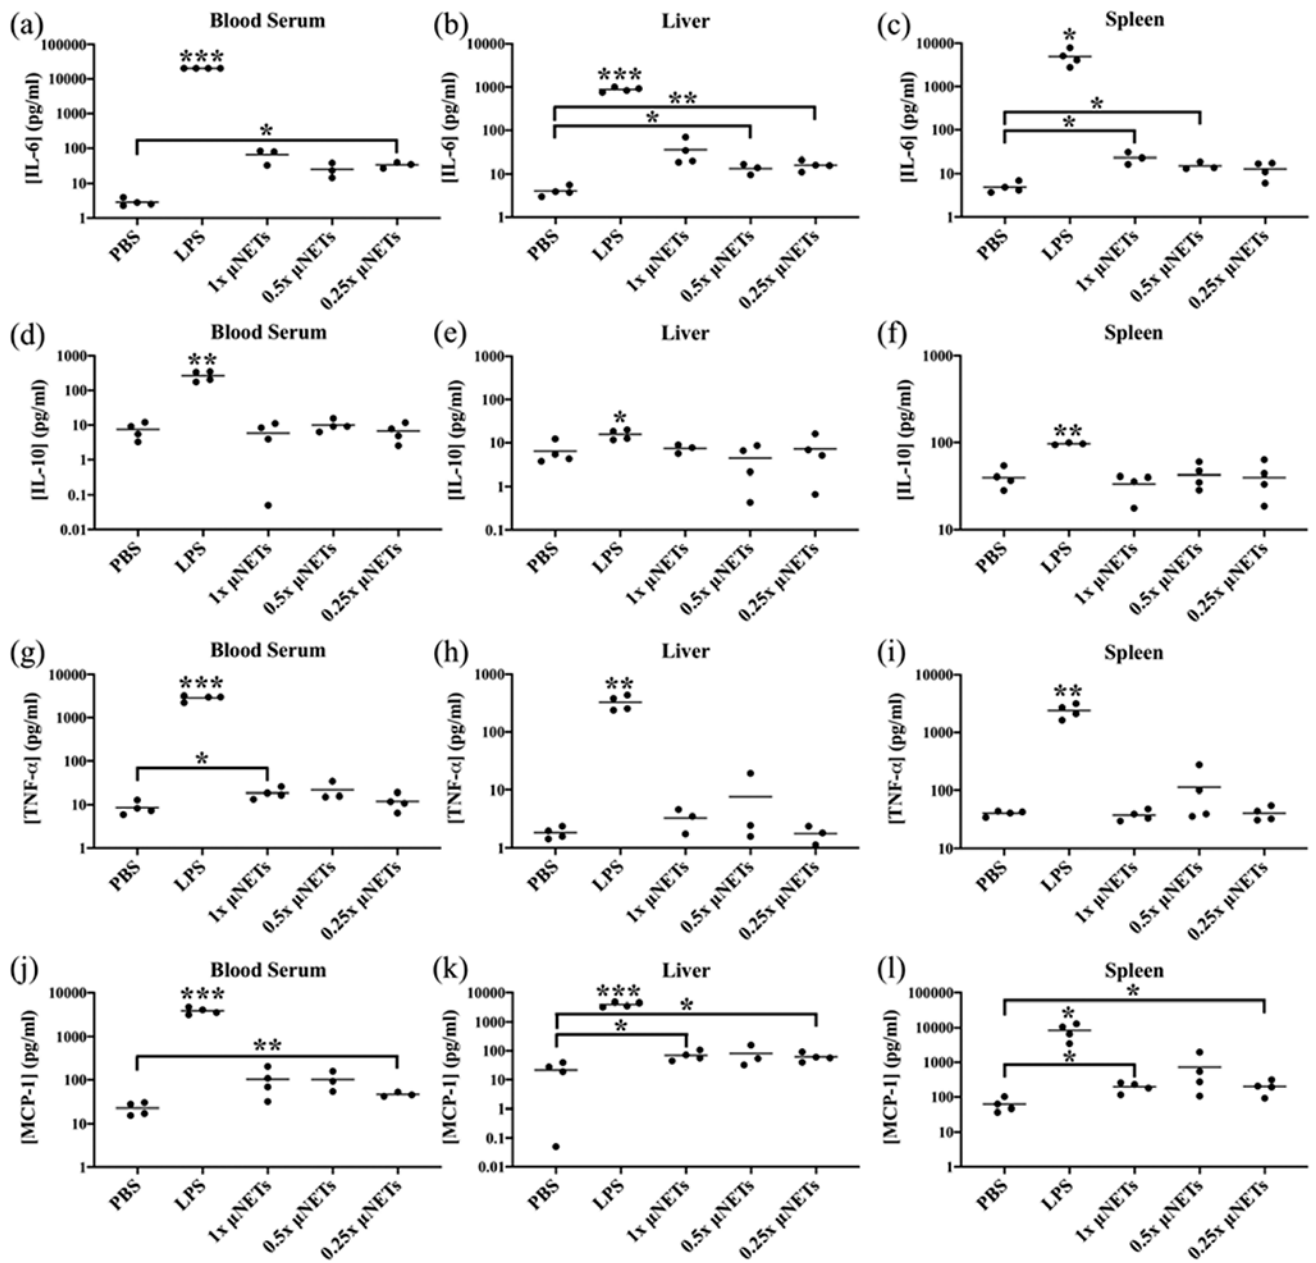 (a)
Blood Serum
[IL-6] (pg/ml)
100000
10000
1000
100
10
1
***
*
PBS
LPS
1x μNETs
0.5x μNETs
0.25x μNETs
(b)
Liver
[IL-6] (pg/ml)
10000
1000
100
10
1
***
**
*
PBS
LPS
1x μNETs
0.5x μNETs
0.25x μNETs
(c)
Spleen
[IL-6] (pg/ml)
10000
1000
100
10
1
*
*
*
PBS
LPS
1x μNETs
0.5x μNETs
0.25x μNETs
(d)
Blood Serum
[IL-10] (pg/ml)
1000
100
10
1
0.1
0.01
**
PBS
LPS
1x μNETs
0.5x μNETs
0.25x μNETs
(e)
Liver
[IL-10] (pg/ml)
1000
100
10
1
0.1
*
PBS
LPS
1x μNETs
0.5x μNETs
0.25x μNETs
(f)
Spleen
[IL-10] (pg/ml)
1000
100
10
**
PBS
LPS
1x μNETs
0.5x μNETs
0.25x μNETs
(g)
Blood Serum
[TNF-α] (pg/ml)
10000
1000
100
10
1
***
*
PBS
LPS
1x μNETs
0.5x μNETs
0.25x μNETs
(h)
Liver
[TNF-α] (pg/ml)
1000
100
10
1
**
PBS
LPS
1x μNETs
0.5x μNETs
0.25x μNETs
(i)
Spleen
[TNF-α] (pg/ml)
10000
1000
100
10
**
PBS
LPS
1x μNETs
0.5x μNETs
0.25x μNETs
(j)
Blood Serum
[MCP-1] (pg/ml)
10000
1000
100
10
1
***
**
PBS
LPS
1x μNETs
0.5x μNETs
0.25x μNETs
(k)
Liver
[MCP-1] (pg/ml)
10000
1000
100
10
1
0.1
0.01
***
*
*
PBS
LPS
1x μNETs
0.5x μNETs
0.25x μNETs
(l)
Spleen
[MCP-1] (pg/ml)
100000
10000
1000
100
10
1
*
*
*
PBS
LPS
1x μNETs
0.5x μNETs
0.25x μNETs